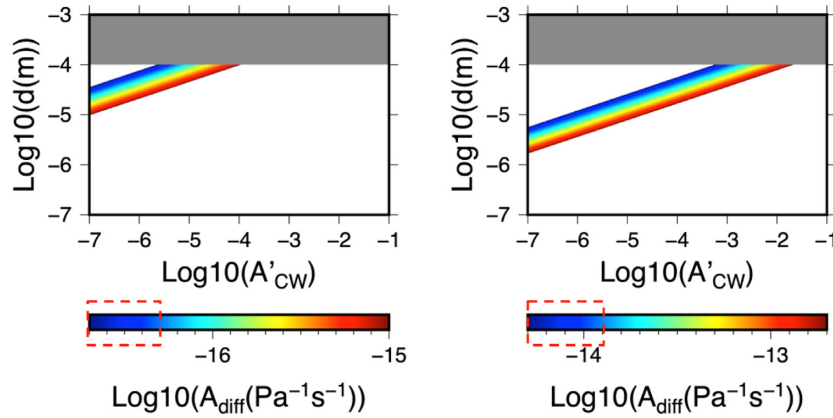 −3
−4
−5
−6
−7
Log10(d(m))
−7 −6 −5 −4 −3 −2 −1
Log10(A’CW)
−16 −15
Log10(Adiff(Pa−1s−1))
−3
−4
−5
−6
−7
Log10(d(m))
−7 −6 −5 −4 −3 −2 −1
Log10(A’CW)
−14 −13
Log10(Adiff(Pa−1s−1))